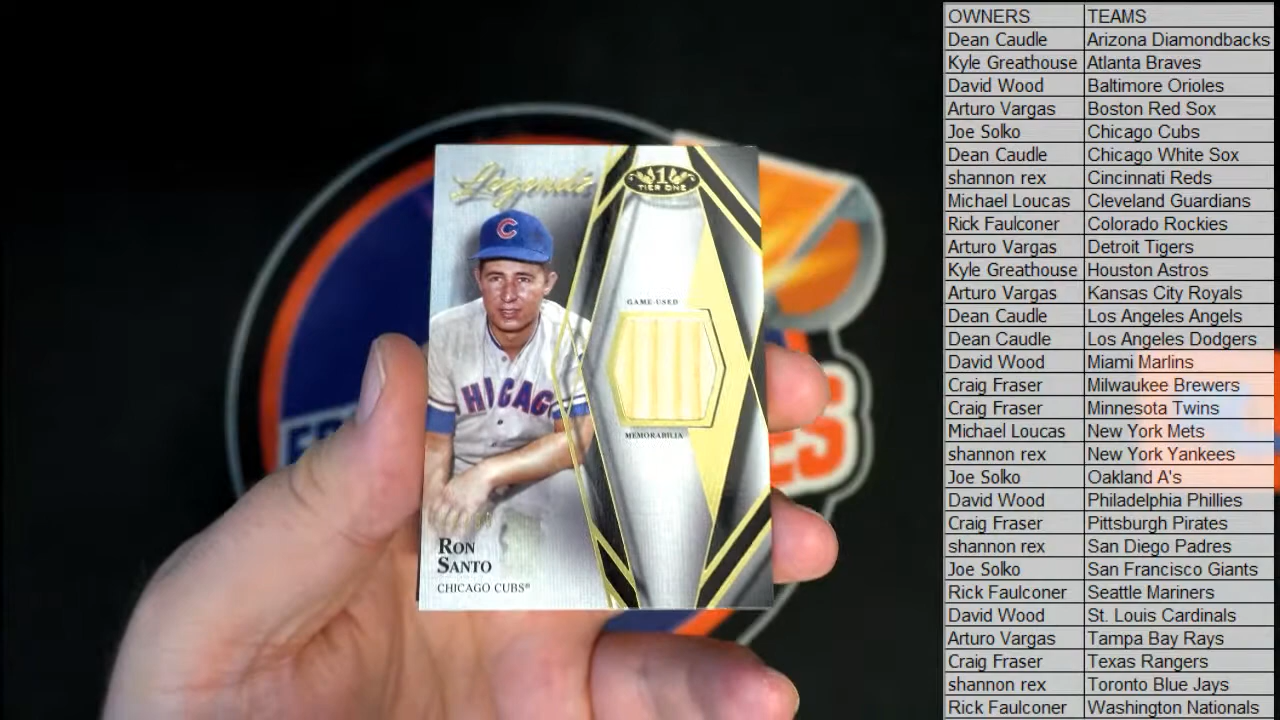 Legends
1
TIER ONE
GAME-USED
MEMORABILIA
C
CHICAG
RON
SANTO
CHICAGO CUBS®
ES
OWNERS TEAMS
Dean Caudle Arizona Diamondbacks
Kyle Greathouse Atlanta Braves
David Wood Baltimore Orioles
Arturo Vargas Boston Red Sox
Joe Solko Chicago Cubs
Dean Caudle Chicago White Sox
shannon rex Cincinnati Reds
Michael Loucas Cleveland Guardians
Rick Faulconer Colorado Rockies
Arturo Vargas Detroit Tigers
Kyle Greathouse Houston Astros
Arturo Vargas Kansas City Royals
Dean Caudle Los Angeles Angels
Dean Caudle Los Angeles Dodgers
David Wood Miami Marlins
Craig Fraser Milwaukee Brewers
Craig Fraser Minnesota Twins
Michael Loucas New York Mets
shannon rex New York Yankees
Joe Solko Oakland A's
David Wood Philadelphia Phillies
Craig Fraser Pittsburgh Pirates
shannon rex San Diego Padres
Joe Solko San Francisco Giants
Rick Faulconer Seattle Mariners
David Wood St. Louis Cardinals
Arturo Vargas Tampa Bay Rays
Craig Fraser Texas Rangers
shannon rex Toronto Blue Jays
Rick Faulconer Washington Nationals